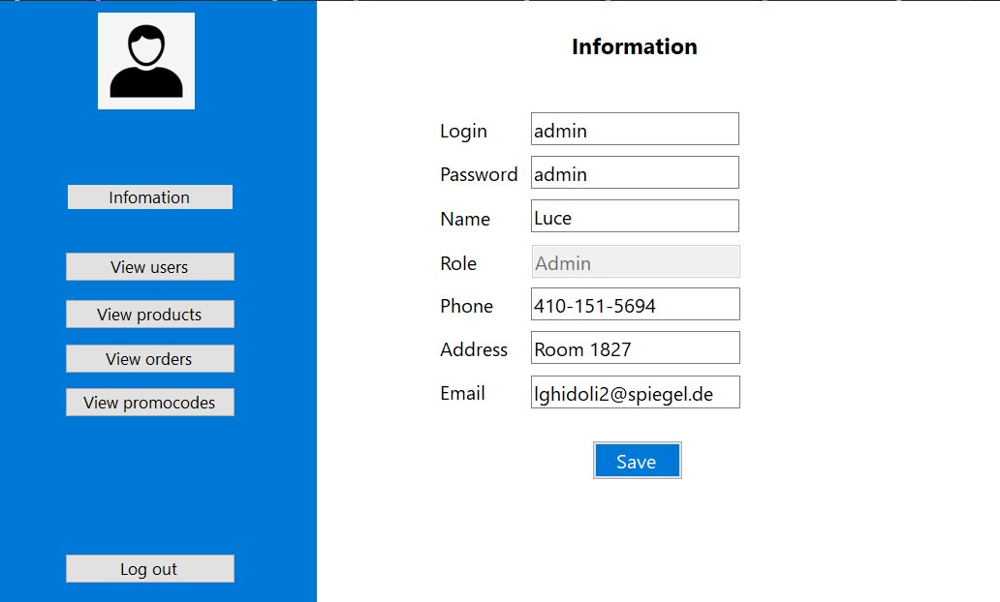 Information
Infomation
View users
View products
View orders
View promocodes
Log out
Login admin
Password admin
Name Luce
Role Admin
Phone 410-151-5694
Address Room 1827
Email lghidoli2@spiegel.de
Save